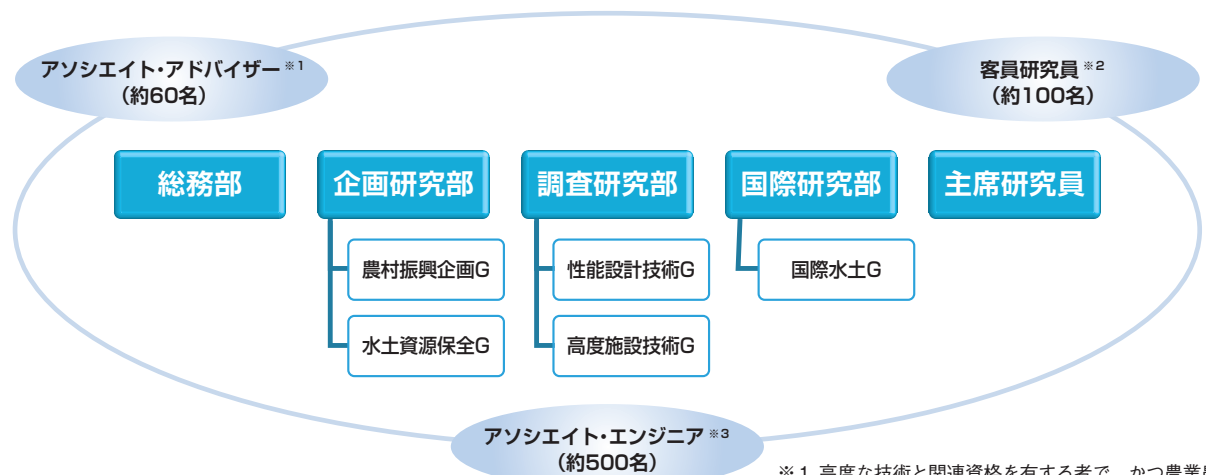 アソシエイト・アドバイザー※1
(約60名)
客員研究員※2
(約100名)
総務部
企画研究部
調査研究部
国際研究部
主席研究員
農村振興企画G
性能設計技術G
国際水土G
水土資源保全G
高度施設技術G
アソシエイト・エンジニア※3
(約500名)
※1 高度な技術と関連資格を有する者で、かつ農業